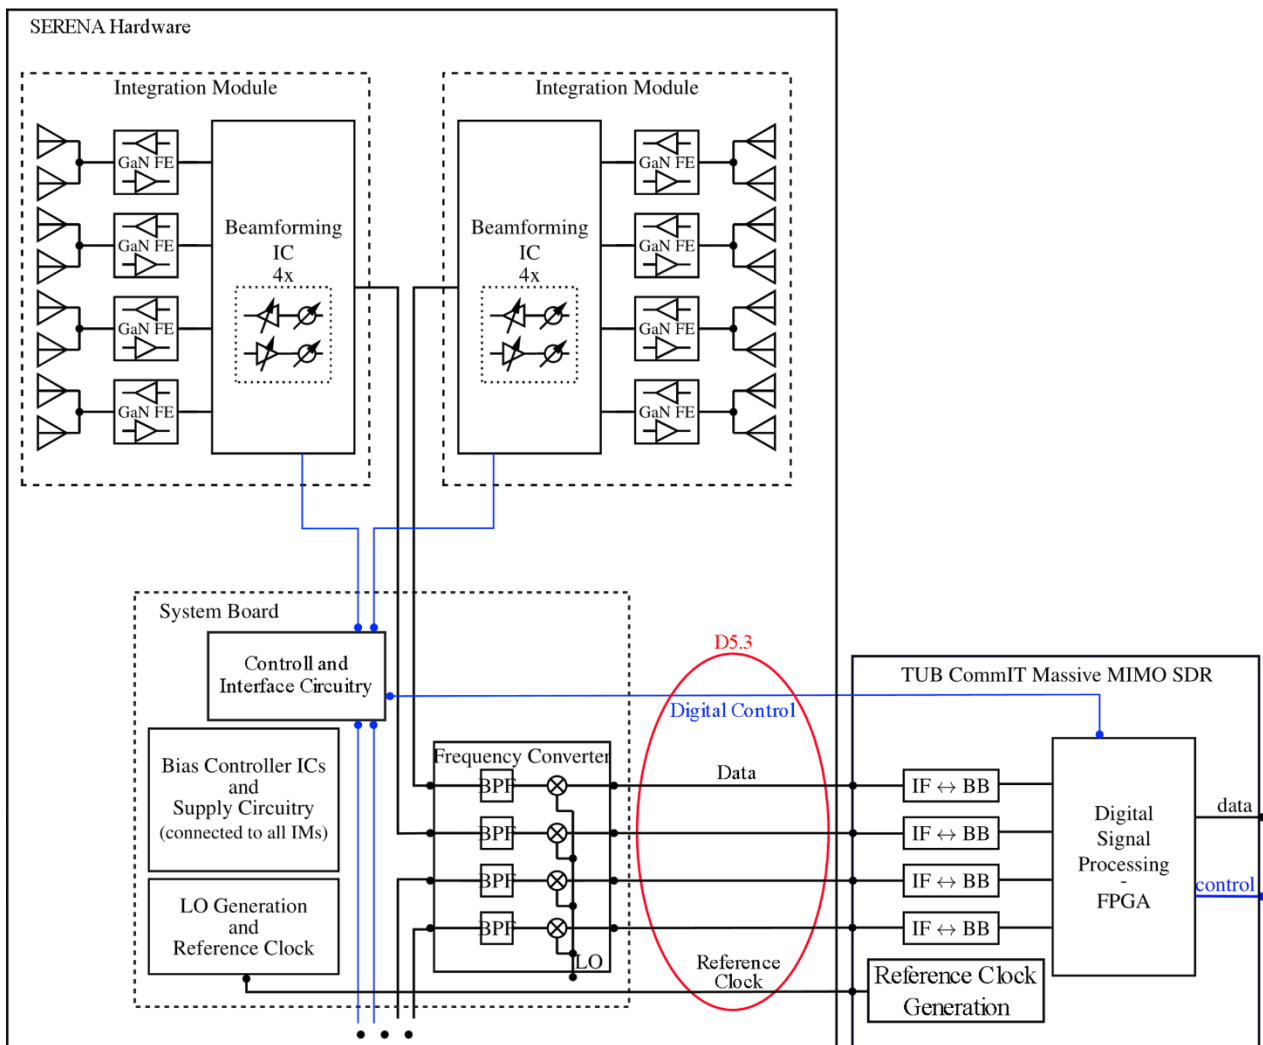 SERENA Hardware
Integration Module
Integration Module
GaN FE
GaN FE
GaN FE
GaN FE
Beamforming
IC
4x
Beamforming
IC
4x
GaN FE
GaN FE
GaN FE
GaN FE
System Board
Controll and
Interface Circuitry
Bias Controller ICs
and
Supply Circuitry
(connected to all IMs)
LO Generation
and
Reference Clock
Frequency Converter
BPF
BPF
BPF
BPF
LO
D5.3
Digital Control
Data
Reference
Clock
TUB CommIT Massive MIMO SDR
IF ↔ BB
IF ↔ BB
IF ↔ BB
IF ↔ BB
Digital
Signal
Processing
-
FPGA
data
control
Reference Clock
Generation